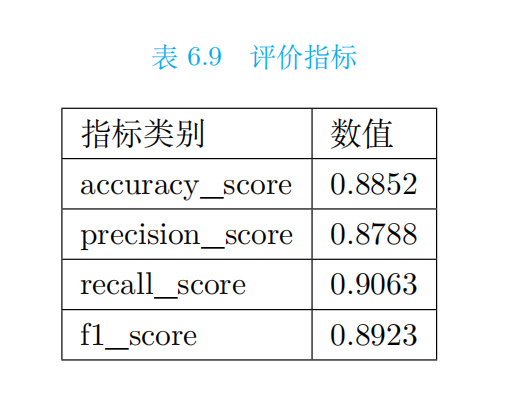 表 6.9 评价指标
指标类别 数值
accuracy_score 0.8852
precision_score 0.8788
recall_score 0.9063
f1_score 0.8923